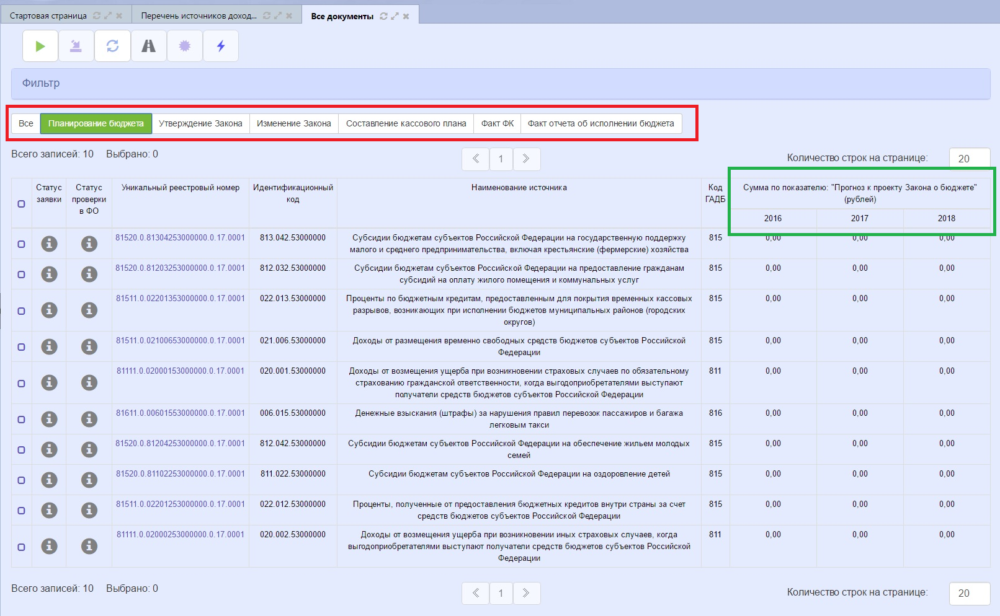 Стартовая страница
Перечень источников доход...
Все документы
Фильтр
Все
Планирование бюджета
Утверждение Закона
Изменение Закона
Составление кассового плана
Факт ФК
Факт отчета об исполнении бюджета
Всего записей: 10 Выбрано: 0
1
Количество строк на странице: 20
Статус заявки
Статус проверки в ФО
Уникальный реестровый номер
Идентификационный код
Наименование источника
Код ГАДБ
Сумма по показателю: "Прогноз к проекту Закона о бюджете" (рублей)
2016 2017 2018
81520.0.81304253000000.0.17.0001 813.042.53000000 Субсидии бюджетам субъектов Российской Федерации на государственную поддержку 815 0,00 0,00 0,00
малого и среднего предпринимательства, включая крестьянские (фермерские) хозяйства
81520.0.81203253000000.0.17.0001 812.032.53000000 Субсидии бюджетам субъектов Российской Федерации на предоставление гражданам 815 0,00 0,00 0,00
субсидий на оплату жилого помещения и коммунальных услуг
81511.0.02201353000000.0.17.0001 022.013.53000000 Проценты по бюджетным кредитам, предоставленным для покрытия временных кассовых 815 0,00 0,00 0,00
разрывов, возникающих при исполнении бюджетов муниципальных районов (городских
округов)
81511.0.02100653000000.0.17.0001 021.006.53000000 Доходы от размещения временно свободных средств бюджетов субъектов Российской 815 0,00 0,00 0,00
Федерации
81111.0.02000153000000.0.17.0001 020.001.53000000 Доходы от возмещения ущерба при возникновении страховых случаев по обязательному 811 0,00 0,00 0,00
страхованию гражданской ответственности, когда выгодоприобретателями выступают
получатели средств бюджетов субъектов Российской Федерации
81611.0.00601553000000.0.17.0001 006.015.53000000 Денежные взыскания (штрафы) за нарушения правил перевозок пассажиров и багажа 816 0,00 0,00 0,00
легковым такси
81520.0.81204253000000.0.17.0001 812.042.53000000 Субсидии бюджетам субъектов Российской Федерации на обеспечение жильем молодых 815 0,00 0,00 0,00
семей
81520.0.81102253000000.0.17.0001 811.022.53000000 Субсидии бюджетам субъектов Российской Федерации на оздоровление детей 815 0,00 0,00 0,00
81511.0.02201253000000.0.17.0001 022.012.53000000 Проценты, полученные от предоставления бюджетных кредитов внутри страны за счет 815 0,00 0,00 0,00
средств бюджетов субъектов Российской Федерации
81111.0.02000253000000.0.17.0001 020.002.53000000 Доходы от возмещения ущерба при возникновении иных страховых случаев, когда 811 0,00 0,00 0,00
выгодоприобретателями выступают получатели средств бюджетов субъектов Российской
Федерации
Всего записей: 10 Выбрано: 0
1
Количество строк на странице: 20